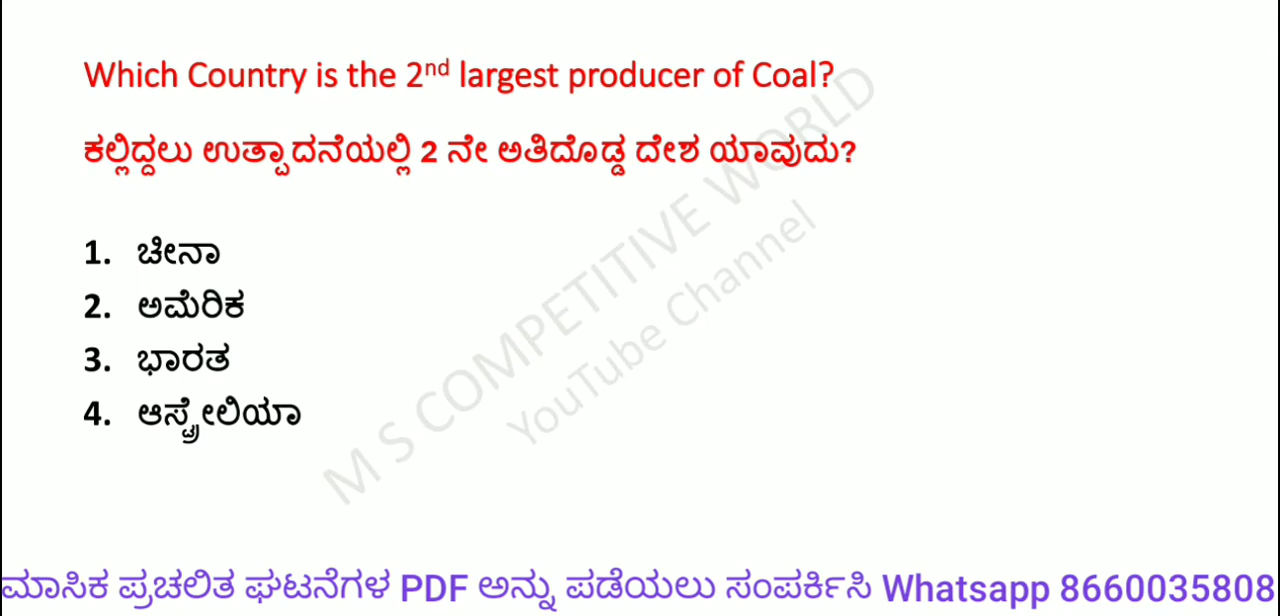 Which Country is the 2nd largest producer of Coal?
ಕಲ್ಲಿದ್ದಲು ಉತ್ಪಾದನೆಯಲ್ಲಿ 2 ನೇ ಅತಿದೊಡ್ಡ ದೇಶ ಯಾವುದು?
1. ಚೀನಾ
2. ಅಮೆರಿಕ
3. ಭಾರತ
4. ಆಸ್ಟ್ರೇಲಿಯಾ
M S COMPETITIVE WORLD
YouTube Channel
ಮಾಸಿಕ ಪ್ರಚಲಿತ ಘಟನೆಗಳ PDF ಅನ್ನು ಪಡೆಯಲು ಸಂಪರ್ಕಿಸಿ Whatsapp 8660035808